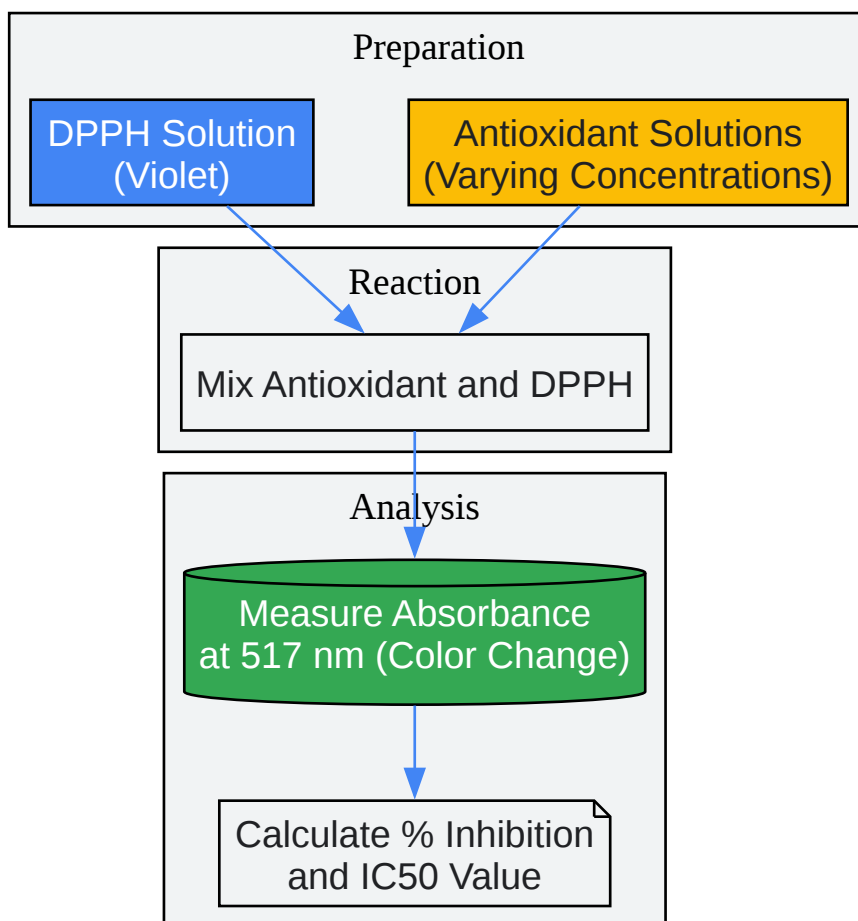 Preparation
DPPH Solution
(Violet)
Antioxidant Solutions
(Varying Concentrations)
Reaction
Mix Antioxidant and DPPH
Analysis
Measure Absorbance
at 517 nm (Color Change)
Calculate % Inhibition
and IC50 Value